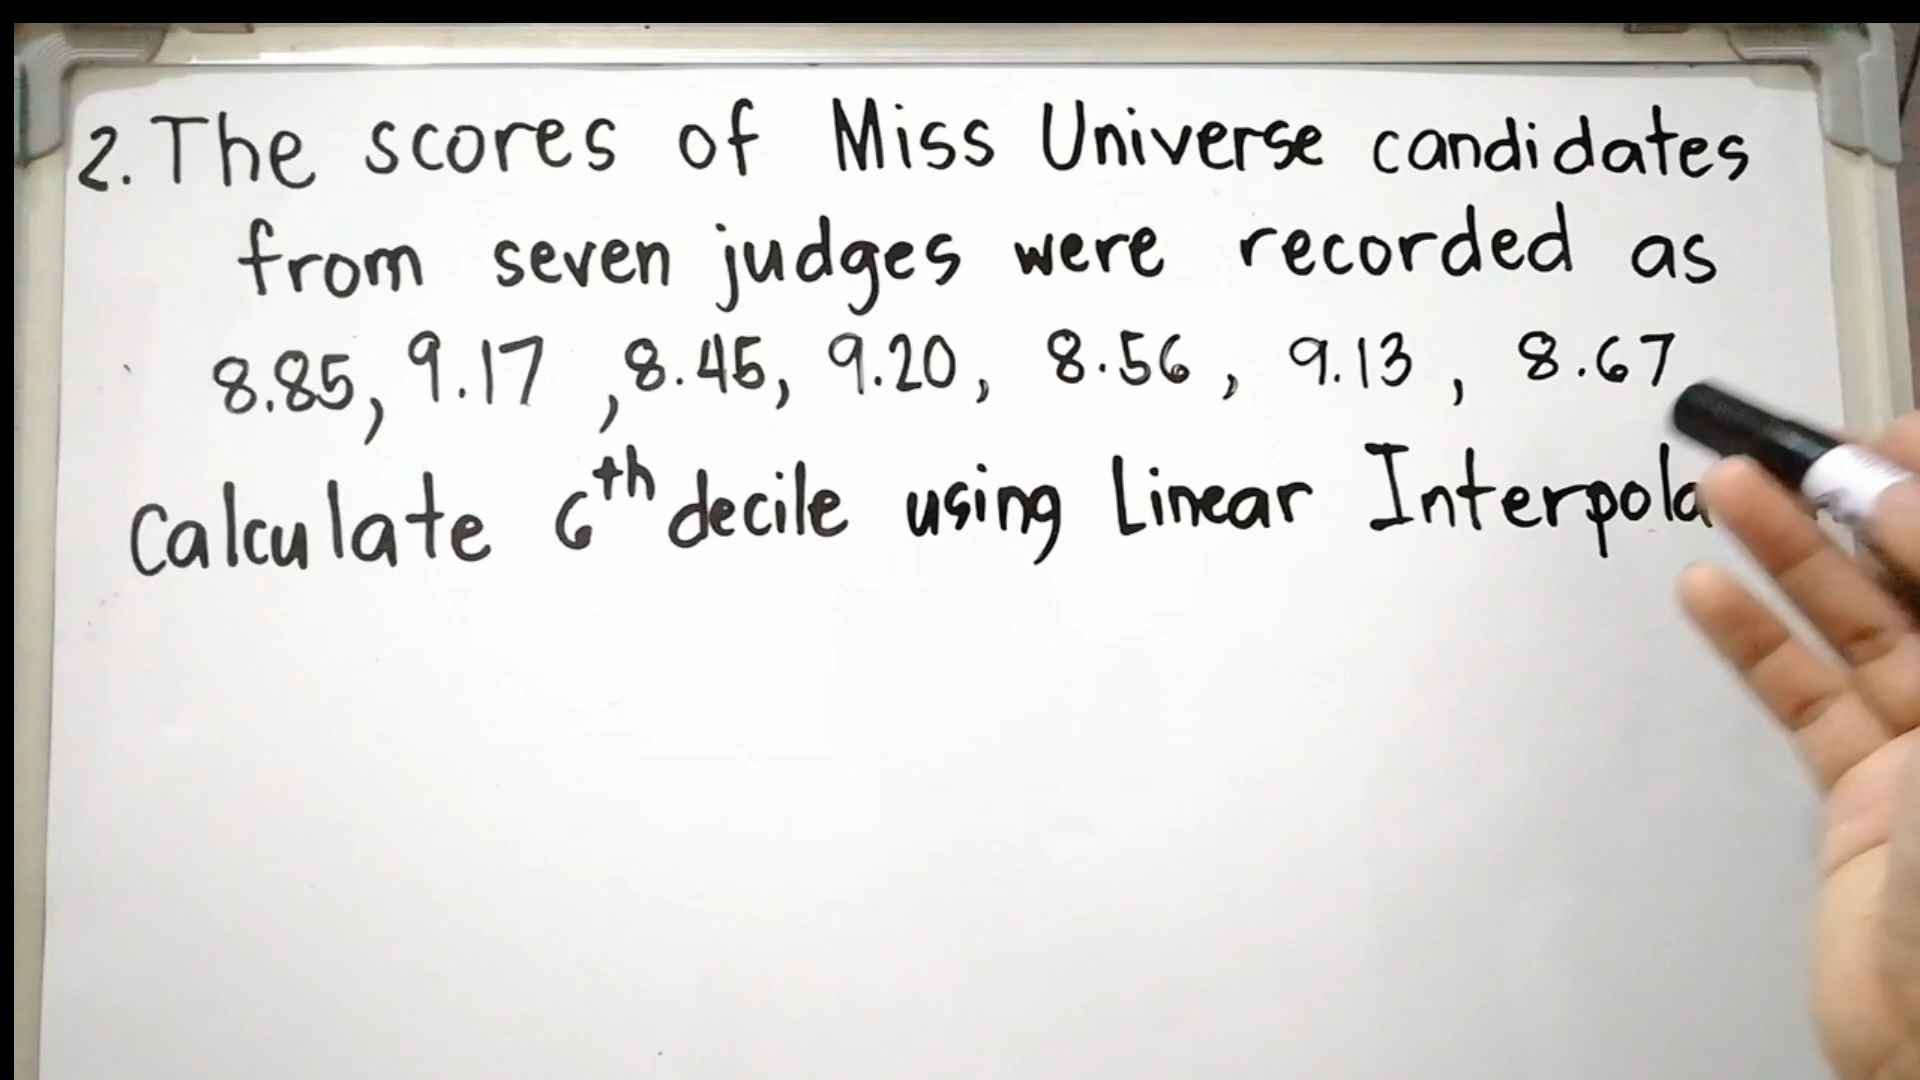 2. The scores of Miss Universe candidates
from seven judges were recorded as
8.85, 9.17 , 8.45, 9.20, 8.56 , 9.13 , 8.67
Calculate 6th decile using Linear